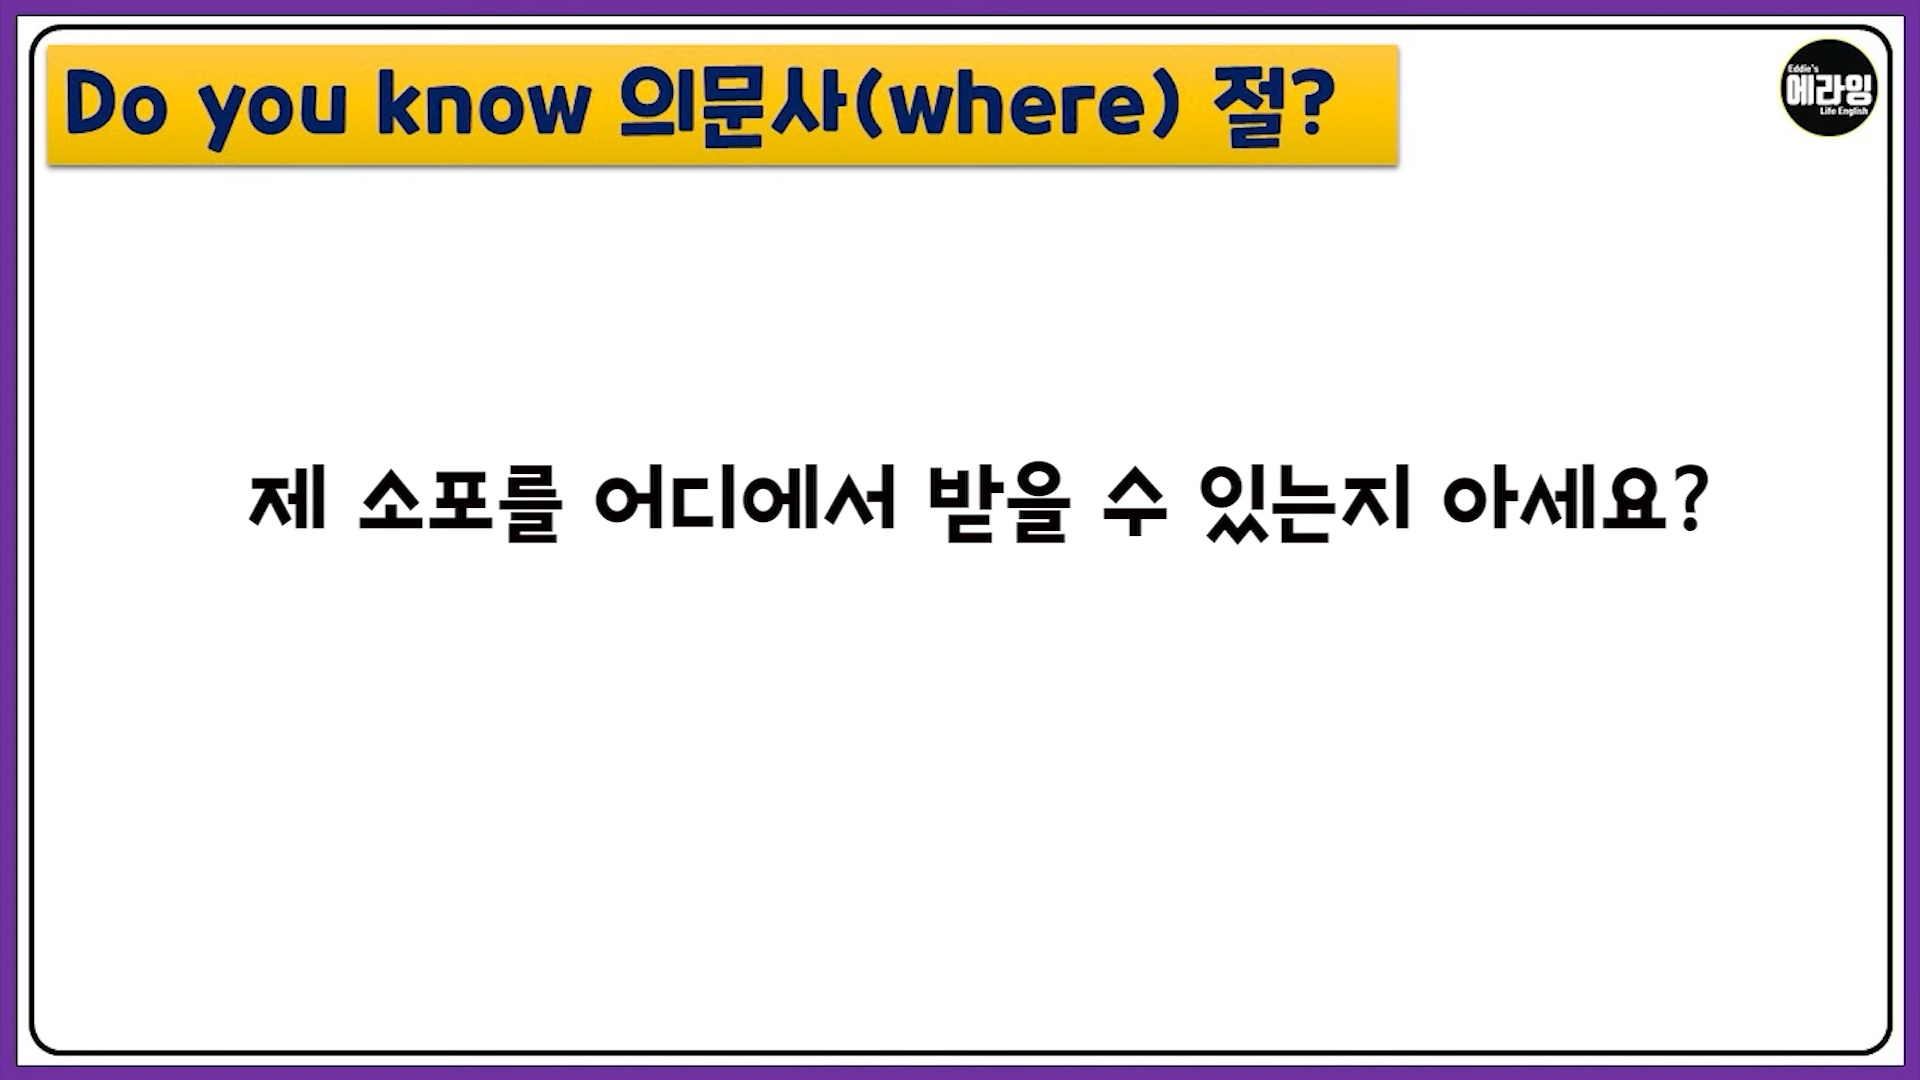 Do you know 의문사(where) 절?
Eddie's
에라잉
Life English
제 소포를 어디에서 받을 수 있는지 아세요?